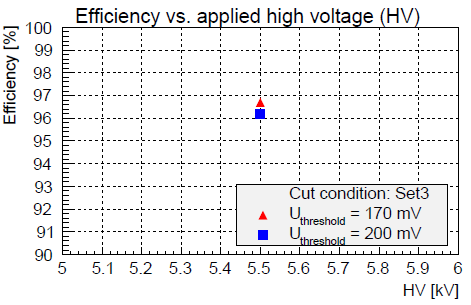 Efficiency vs. applied high voltage (HV)
Efficiency [%]
100
99
98
97
96
95
94
93
92
91
90
Cut condition: Set3
Uthreshold = 170 mV
Uthreshold = 200 mV
5 5.1 5.2 5.3 5.4 5.5 5.6 5.7 5.8 5.9 6
HV [kV]